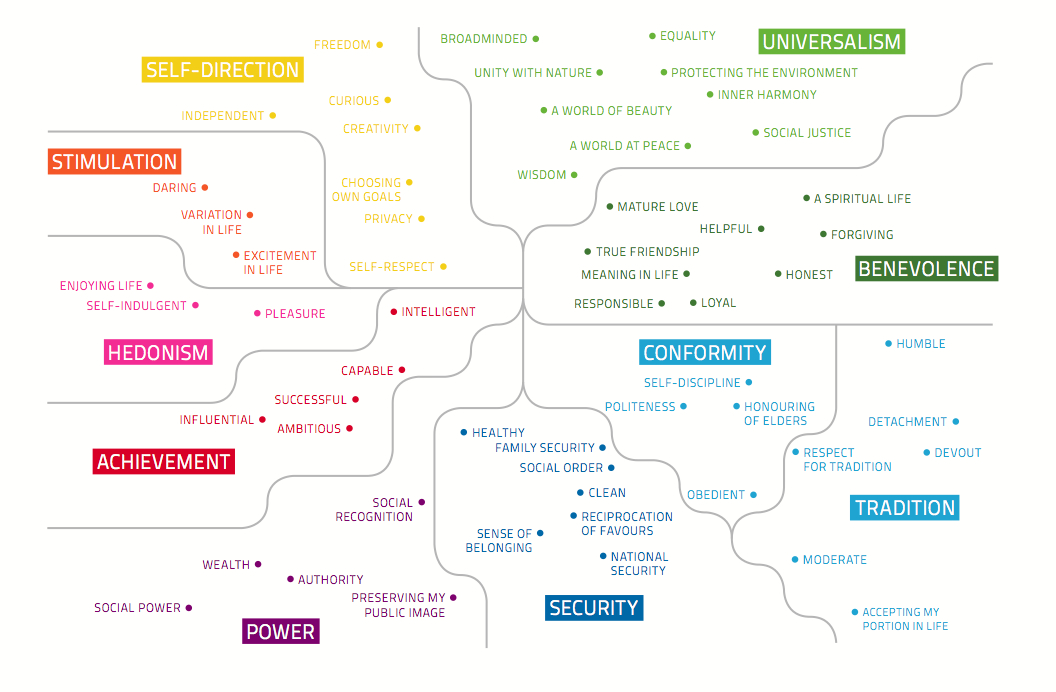 FREEDOM
SELF-DIRECTION
CURIOUS
INDEPENDENT
CREATIVITY
CHOOSING
OWN GOALS
PRIVACY
SELF-RESPECT
BROADMINDED
EQUALITY
UNIVERSALISM
UNITY WITH NATURE
PROTECTING THE ENVIRONMENT
INNER HARMONY
A WORLD OF BEAUTY
SOCIAL JUSTICE
A WORLD AT PEACE
WISDOM
STIMULATION
DARING
VARIATION
IN LIFE
EXCITEMENT
IN LIFE
MATURE LOVE
A SPIRITUAL LIFE
HELPFUL
FORGIVING
TRUE FRIENDSHIP
MEANING IN LIFE
HONEST
BENEVOLENCE
RESPONSIBLE
LOYAL
ENJOYING LIFE
SELF-INDULGENT
PLEASURE
HEDONISM
INTELLIGENT
CAPABLE
SUCCESSFUL
INFLUENTIAL
AMBITIOUS
ACHIEVEMENT
CONFORMITY
SELF-DISCIPLINE
POLITENESS
HONOURING
OF ELDERS
OBEDIENT
HUMBLE
DETACHMENT
RESPECT
FOR TRADITION
DEVOUT
TRADITION
MODERATE
ACCEPTING MY
PORTION IN LIFE
HEALTHY
FAMILY SECURITY
SOCIAL ORDER
CLEAN
RECIPROCATION
OF FAVOURS
SENSE OF
BELONGING
NATIONAL
SECURITY
SECURITY
SOCIAL
RECOGNITION
WEALTH
AUTHORITY
PRESERVING MY
PUBLIC IMAGE
SOCIAL POWER
POWER